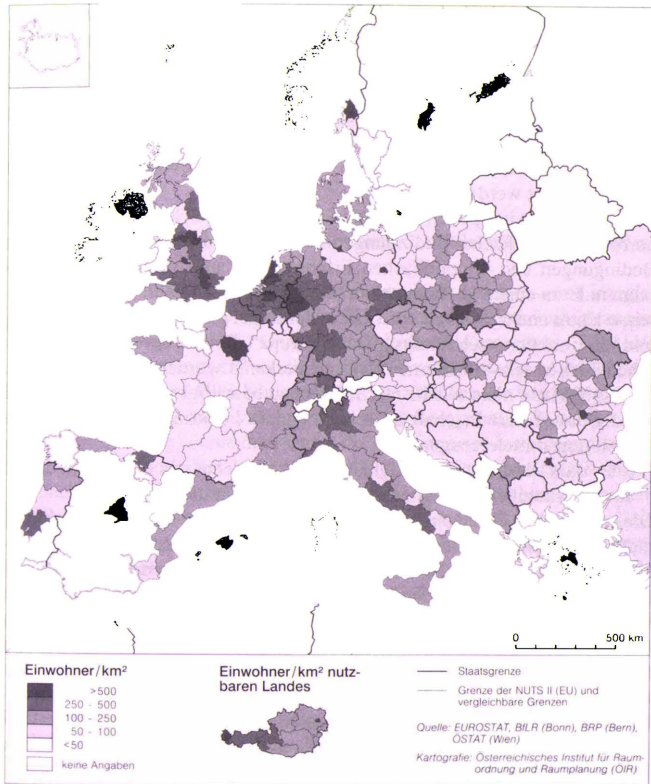 0 500 km
Einwohner/km²
>500
250 - 500
100 - 250
50 - 100
<50
keine Angaben
Einwohner/km² nutz-
baren Landes
Staatsgrenze
Grenze der NUTS II (EU) und
vergleichbare Grenzen
Quelle: EUROSTAT, BfLR (Bonn), BRP (Bern),
ÖSTAT (Wien)
Kartografie: Österreichisches Institut für Raum-
ordnung und Raumplanung (ÖIR)